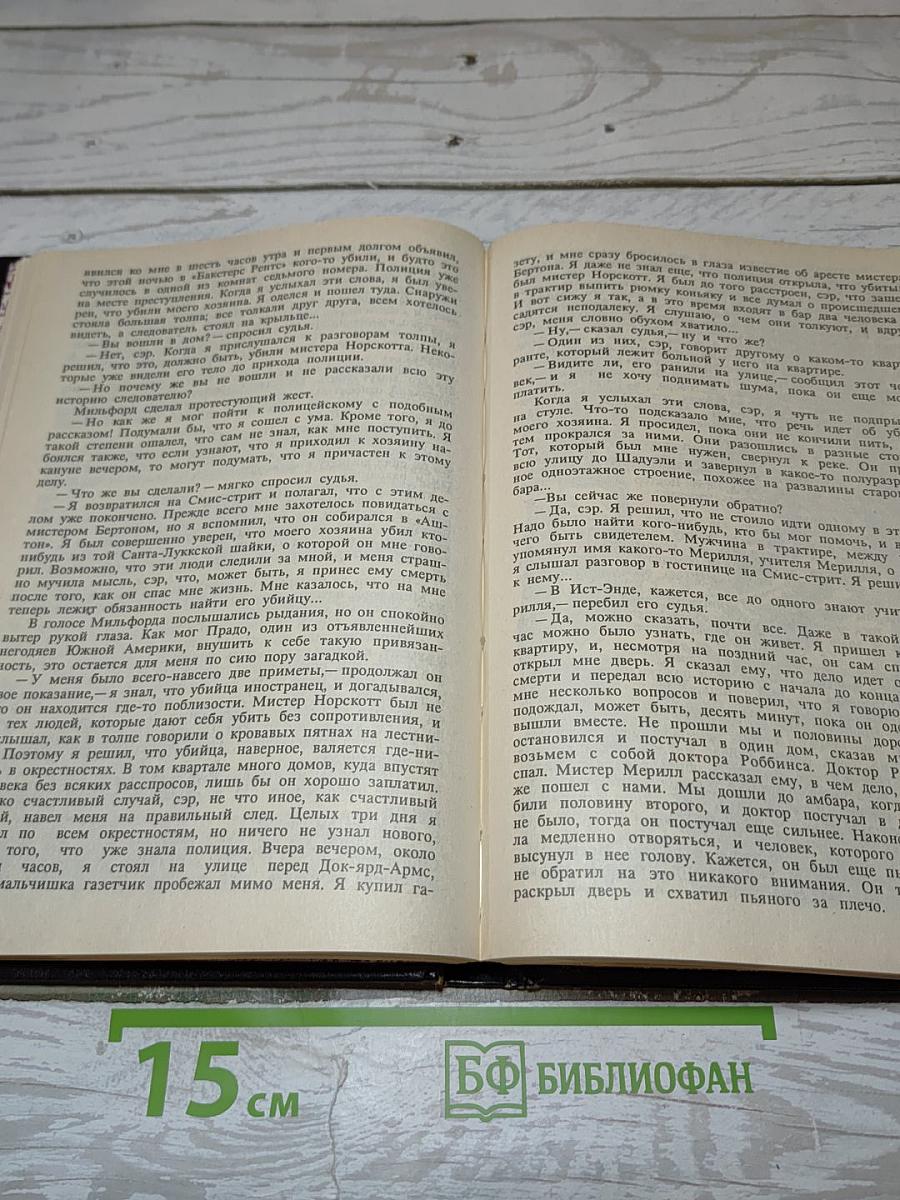 явился ко мне в шесть часов утра и первым долгом объявил,
что этой ночью в «Бакстерс Рентс» кого-то убили, и будто это
случилось в одной из комнат седьмого номера. Полиция уже
на месте преступления. Когда я услыхал эти слова, я был уве-
рен, что убили моего хозяина. Я оделся и пошел туда. Снаружи
стояла большая толпа; все толкали друг друга, всем хотелось
видеть, а следователь стоял на крыльце...
— Вы вошли в дом? — спросил судья.
— Нет, сэр. Когда я прислушался к разговорам толпы, я
решил, что это, должно быть, убили мистера Норскотта. Неко-
торые уже видели его тело до прихода полиции.
— Но почему же вы не вошли и не рассказали всю эту
историю следователю?
Мильфорд сделал протестующий жест.
— Но как же я мог пойти к полицейскому с подобным
рассказом! Подумали бы, что я сошел с ума. Кроме того, я до
такой степени ошалел, что сам не знал, как мне поступить. Я
боялся также, что если узнают, что я приходил к хозяину на-
кануне вечером, то могут подумать, что я причастен к этому
делу.
— Что же вы сделали? — мягко спросил судья.
— Я возвратился на Смис-стрит и полагал, что с этим де-
лом уже покончено. Прежде всего мне захотелось повидаться с
мистером Бертоном, но я вспомнил, что он собирался в «Аш-
тон». Я был совершенно уверен, что моего хозяина убил кто-
нибудь из той Санта-Луккской шайки, о которой он мне гово-
рил. Возможно, что эти люди следили за мной, и меня страш-
но мучила мысль, сэр, что, может быть, я принес ему смерть
после того, как он спас мне жизнь. Мне казалось, что на мне
теперь лежит обязанность найти его убийцу...
В голосе Мильфорда послышались рыдания, но он спокойно
вытер рукой глаза. Как мог Прадо, один из отъявленнейших
негодяев Южной Америки, внушить к себе такую привязан-
ность, это остается для меня по сию пору загадкой.
— У меня было всего-навсего две приметы,— продолжал он
вое показание,— я знал, что убийца иностранец, и догадывался,
то он находится где-то поблизости. Мистер Норскотт был не
тех людей, которые дают себя убить без сопротивления, и
слышал, как в толпе говорили о кровавых пятнах на лестни-
Поэтому я решил, что убийца, наверное, валяется где-ни-
ь в окрестностях. В том квартале много домов, куда впустят
века без всяких расспросов, лишь бы он хорошо заплатил.
ко счастливый случай, сэр, не что иное, как счастливый
й, навел меня на правильный след. Целых три дня я
л по всем окрестностям, но ничего не узнал нового,
того, что уже знала полиция. Вчера вечером, около
часов, я стоял на улице перед Док-ярд-Армс,
мальчишка газетчик пробежал мимо меня. Я купил га-
зету, и мне сразу бросилось в глаза известие об аресте мистера
Бертона. Я даже не знал еще, что полиция открыла, что убитый
был мистер Норскотт. Я был до того расстроен, сэр, что заше
в трактир выпить рюмку коньяку и все думал о происшедшем
И вот сижу я так, а в это время входят в бар два человека
садятся неподалеку. Я слушаю, о чем они толкуют, и вдру
сэр, меня словно обухом хватило...
— Ну,— сказал судья,— ну и что же?
— Один из них, сэр, говорит другому о каком-то кварт
ранте, который лежит больной у него на квартире.
— Видите ли, его ранили на улице,— сообщил этот че
век,— и я не хочу поднимать шума, пока он еще мо
платить.
Когда я услыхал эти слова, сэр, я чуть не подпры
на стуле. Что-то подсказало мне, что речь идет об уб
моего хозяина. Я просидел, пока они не кончили пить,
тем прокрался за ними. Они разошлись в разные сто
Тот, который был мне нужен, свернул к реке. Он пр
всю улицу до Шадуэли и завернул в какое-то полуразр
ное одноэтажное строение, похожее на развалины старо
бара...
— Вы сейчас же повернули обратно?
— Да, сэр. Я решил, что не стоило идти одному в эт
Надо было найти кого-нибудь, кто бы мог помочь, и в
чего быть свидетелем. Мужчина в трактире, между
упомянул имя какого-то Мерилля, учителя Мерилля, о
я слышал разговор в гостинице на Смис-стрит. Я реши
к нему...
— В Ист-Энде, кажется, все до одного знают учит
рилля,— перебил его судья.
— Да, можно сказать, почти все. Даже в такой
час можно было узнать, где он живет. Я пришел к
квартиру, и, несмотря на поздний час, он сам сп
открыл мне дверь. Я сказал ему, что дело идет о
смерти и передал всю историю с начала до конца
мне несколько вопросов и поверил, что я говорю
подождал, может быть, десять минут, пока он од
вышли вместе. Не прошли мы и половины доро
остановился и постучал в один дом, сказав м
возьмем с собой доктора Роббинса. Доктор Р
спал. Мистер Мерилл рассказал ему, в чем дело,
же пошел с нами. Мы дошли до амбара, когд
били половину второго, и доктор постучал в д
не было, тогда он постучал еще сильнее. Након
ла медленно отворяться, и человек, которого
высунул в нее голову. Кажется, он был еще пь
не обратил на это никакого внимания. Он т
раскрыл дверь и схватил пьяного за плечо.
15 см
БФ БИБЛИОФАН